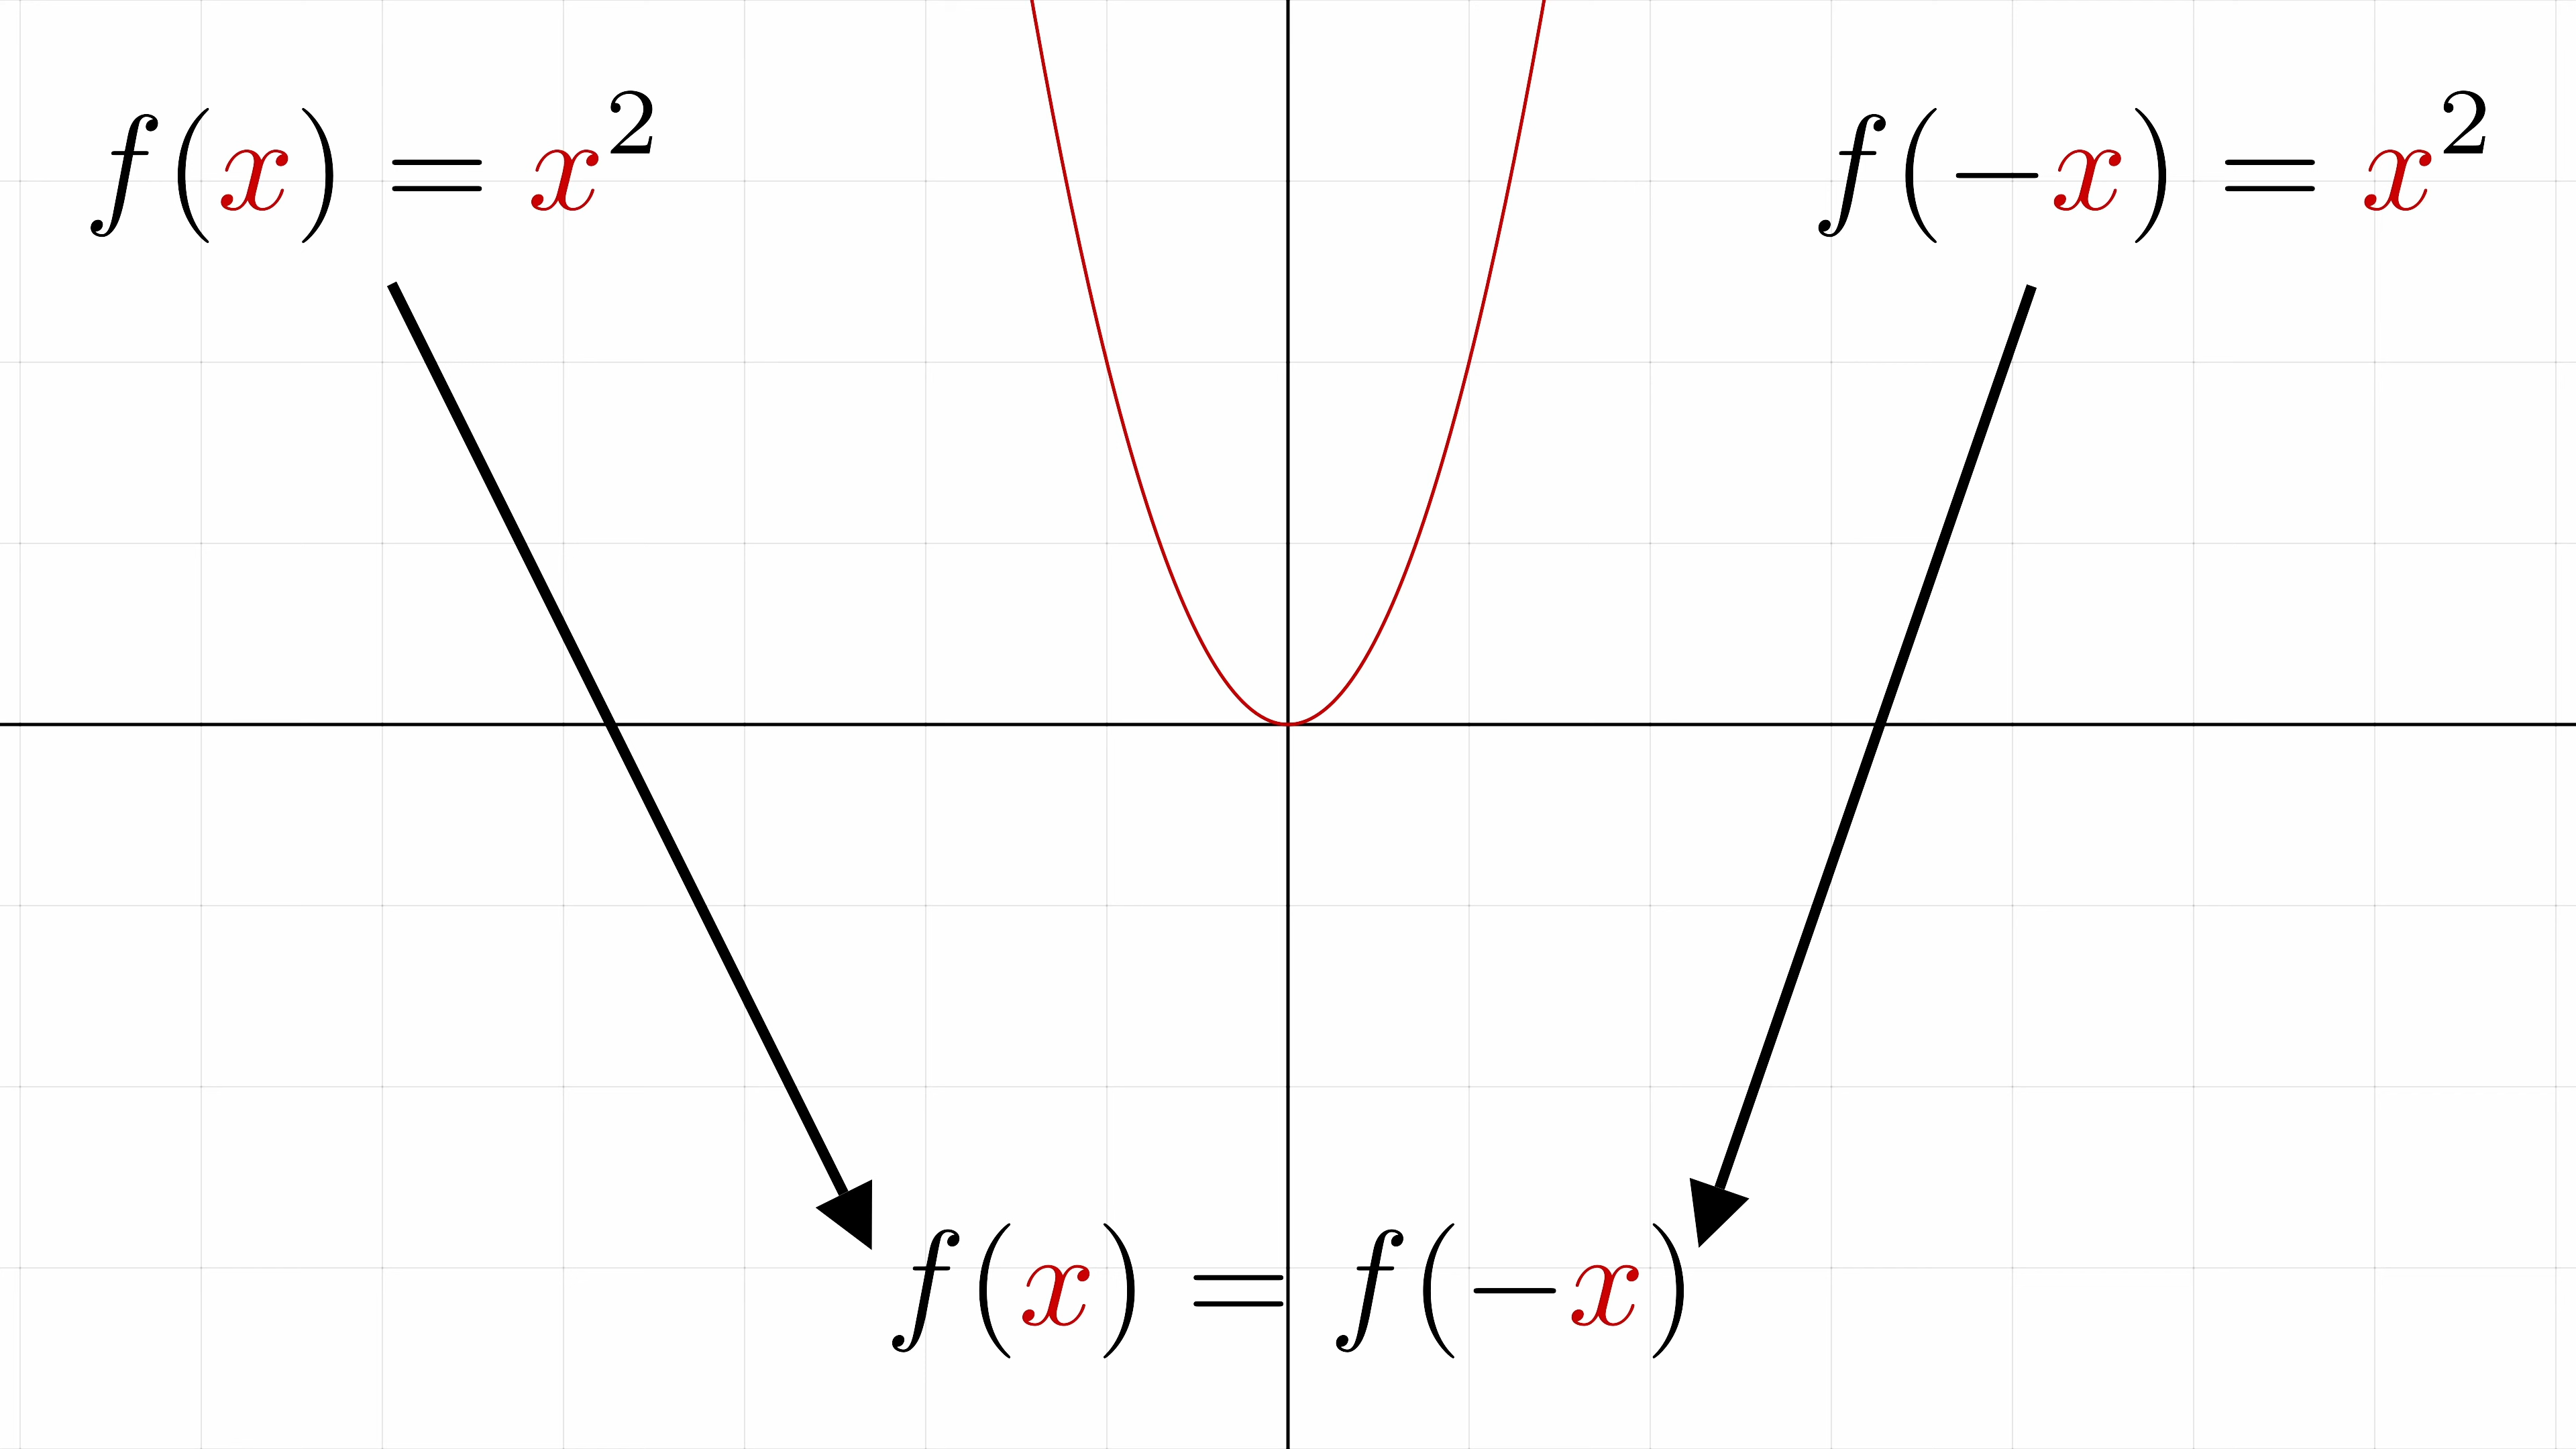 f(x) = x²
f(−x) = x²
f(x) = f(−x)